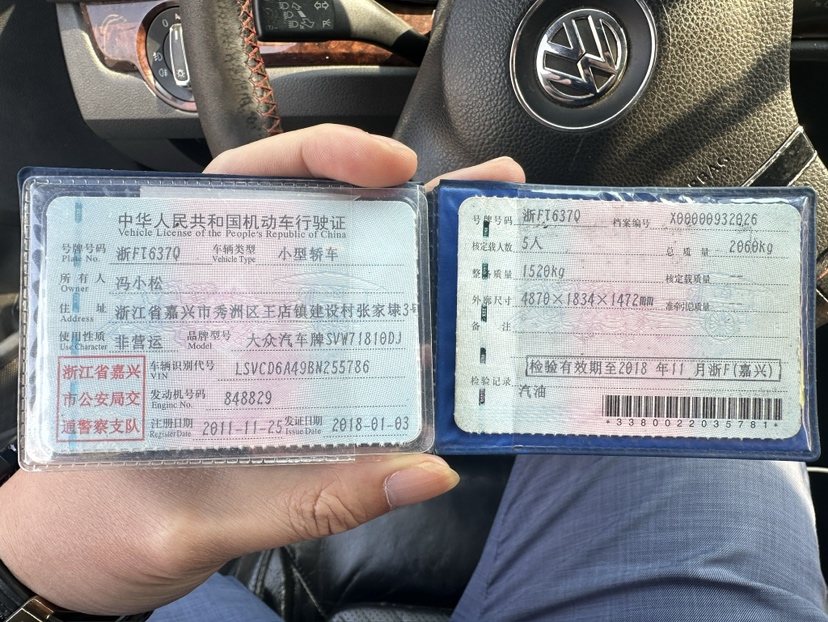 中华人民共和国机动车行驶证
Vehicle License of the People's Republic of China
号牌号码 浙FT637Q 车辆类型 小型轿车
Plate No. Vehicle Type
所有人 冯小松
Owner
住址 浙江省嘉兴市秀洲区王店镇建设村张家埭3
Address
使用性质 非营运 品牌型号 大众汽车牌SVW71810DJ
Use Character Model
浙江省嘉兴
市公安局交
通警察支队
车辆识别代号 LSVCD6A49BN255786
VIN
发动机号码 848829
Engine No.
注册日期 2011-11-25 发证日期 2018-01-03
Register Date Issue Date
号牌号码 浙FT637Q 档案编号 X00000932026
核定载人数 5人 总质量 2060kg
整备质量 1520kg 核定载质量 --
外廓尺寸 4870×1834×1472mm 准牵引总质量 --
备注
检验有效期至2018 年11 月浙F(嘉兴)
检验记录
汽油
*3380022035781*
AIRBAG